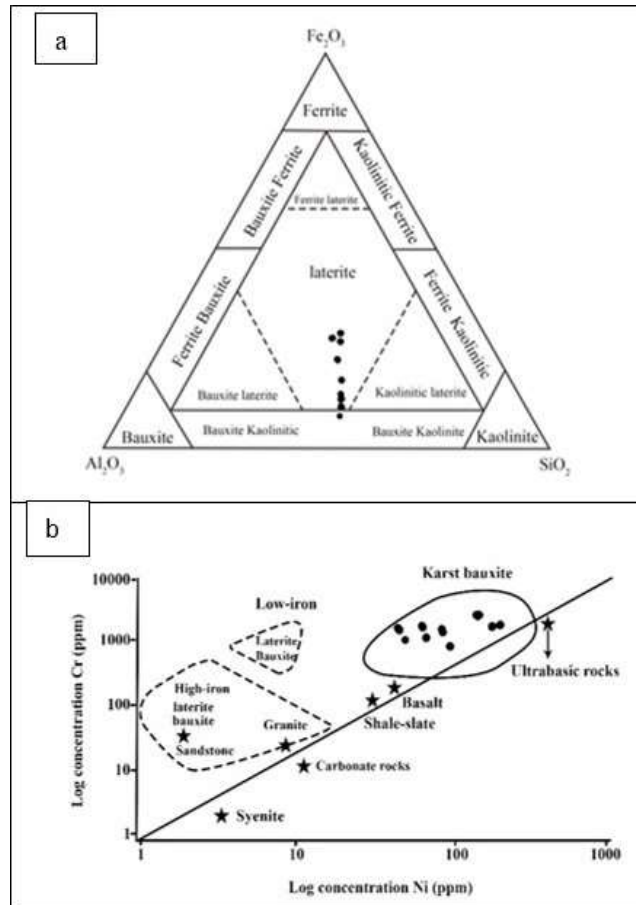 a
Fe₂O₃
Ferrite
Bauxite Ferrite
Kaolinitic Ferrite
Ferrite laterite
laterite
Ferrite Bauxite
Ferrite Kaolinitic
Bauxite laterite
Kaolinitic laterite
Bauxite
Bauxite Kaolinitic
Bauxite Kaolinite
Kaolinite
Al₂O₃
SiO₂
b
Log concentration Cr (ppm)
10000
1000
100
10
1
Karst bauxite
Low-iron
Laterite
Bauxite
Ultrabasic rocks
High-iron
laterite
bauxite
Sandstone
Granite
Basalt
Shale-slate
Carbonate rocks
Syenite
1
10
100
1000
Log concentration Ni (ppm)